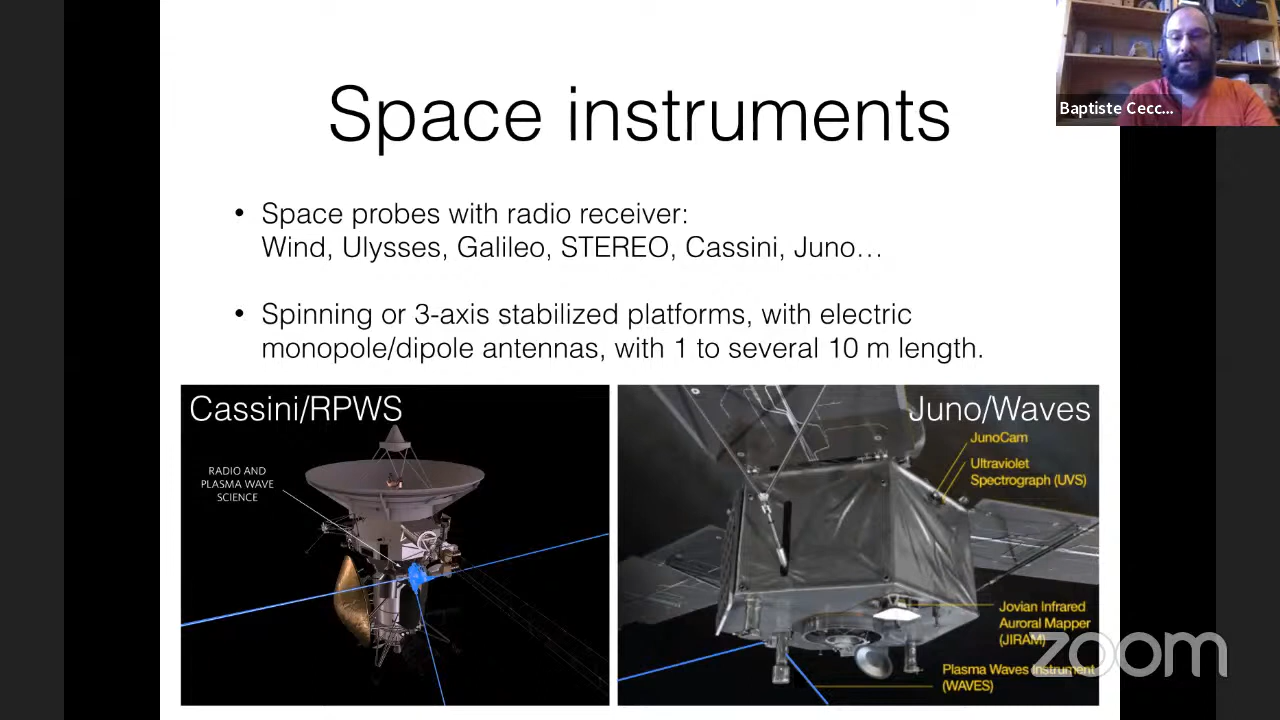 Space instruments
Baptiste Cecc...
• Space probes with radio receiver:
Wind, Ulysses, Galileo, STEREO, Cassini, Juno…
• Spinning or 3-axis stabilized platforms, with electric
monopole/dipole antennas, with 1 to several 10 m length.
Cassini/RPWS
RADIO AND
PLASMA WAVE
SCIENCE
Juno/Waves
JunoCam
Ultraviolet
Spectrograph (UVS)
Jovian Infrared
Auroral Mapper
(JIRAM)
Plasma Waves Instrument
(WAVES)
zoom